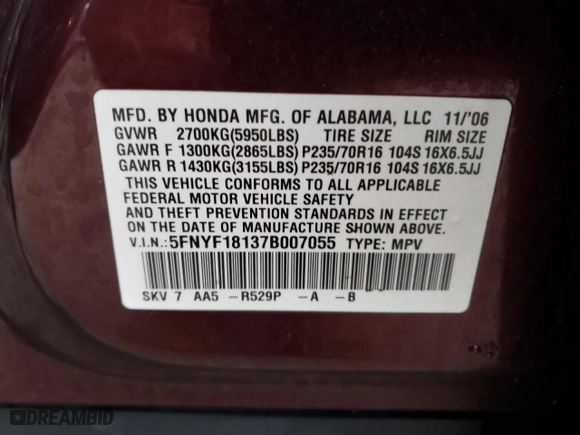 MFD. BY HONDA MFG. OF ALABAMA, LLC 11/'06
GVWR 2700KG(5950LBS) TIRE SIZE RIM SIZE
GAWR F 1300KG(2865LBS) P235/70R16 104S 16X6.5JJ
GAWR R 1430KG(3155LBS) P235/70R16 104S 16X6.5JJ
THIS VEHICLE CONFORMS TO ALL APPLICABLE
FEDERAL MOTOR VEHICLE SAFETY
AND THEFT PREVENTION STANDARDS IN EFFECT
ON THE DATE OF MANUFACTURE SHOWN ABOVE.
V.I.N.: 5FNYF18137B007055 TYPE: MPV
SKV 7 AA5 -R529P -A -B
DREAMBID